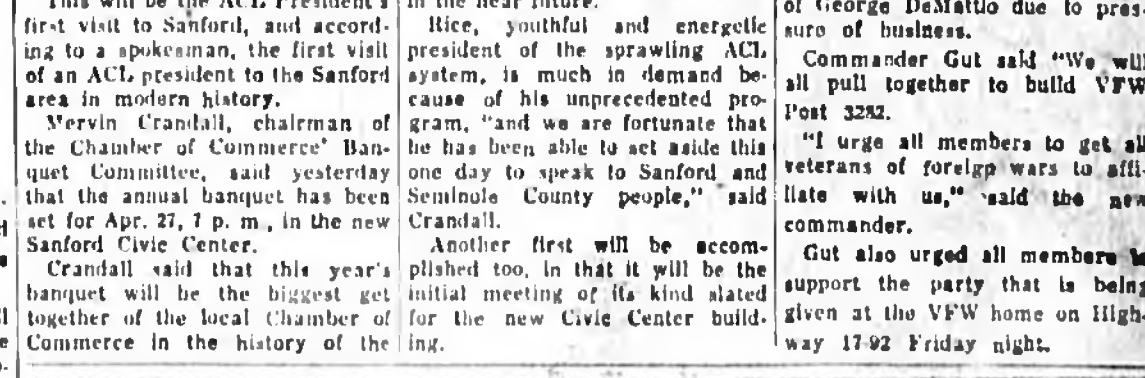 This will be the ACL President's
first visit to Sanford, and accord-
ing to a spokesman, the first visit
of an ACL president to the Sanford
area in modern history.
Mervin Crandall, chairman of
the Chamber of Commerce' Ban-
quet Committee, said yesterday
that the annual banquet has been
set for Apr. 27, 7 p. m., in the new
Sanford Civic Center.
Crandall said that this year's
banquet will be the biggest get
together of the local Chamber of
Commerce in the history of the
in the near future.
Rice, youthful and energetic
president of the sprawling ACL
system, is much in demand be-
cause of his unprecedented pro-
gram, "and we are fortunate that
he has been able to set aside this
one day to speak to Sanford and
Seminole County people," said
Crandall.
Another first will be accom-
plished too, in that it will be the
initial meeting of its kind slated
for the new Civic Center build-
ing.
of George DeMattio due to pres-
sure of business.
Commander Gut said "We will
all pull together to build VFW
Post 3282.
"I urge all members to get all
veterans of foreign wars to affi-
liate with us," said the new
commander.
Gut also urged all members to
support the party that is being
given at the VFW home on High-
way 17-92 Friday night.